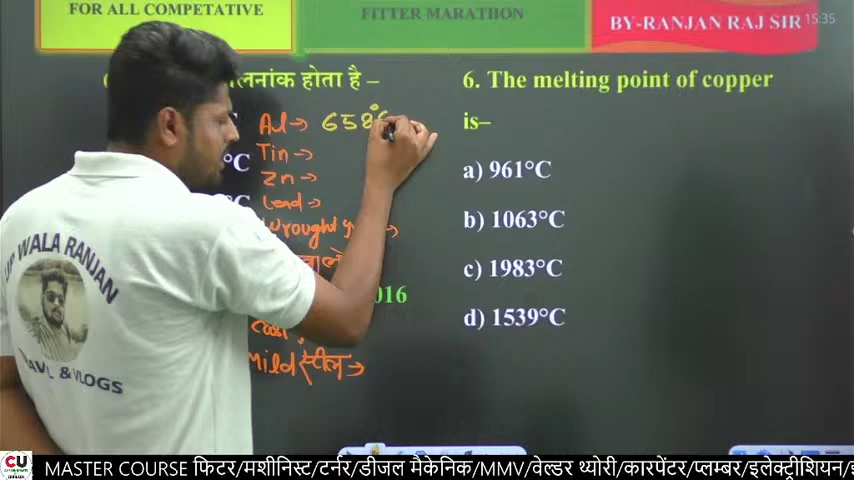 FOR ALL COMPETATIVE
FITTER MARATHON
BY-RANJAN RAJ SIR
15:35
होता है –
Al → 658°C
Tin →
°C
Zn →
°C
Lead →
Wrought
016
Mild स्टील →
6. The melting point of copper
is–
a) 961°C
b) 1063°C
c) 1983°C
d) 1539°C
WALA RANJAN
& VLOGS
CU
MASTER COURSE फिटर/मशीनिस्ट/टर्नर/डीजल मैकेनिक/MMV/वेल्डर थ्योरी/कारपेंटर/प्लम्बर/इलेक्ट्रीशियन/